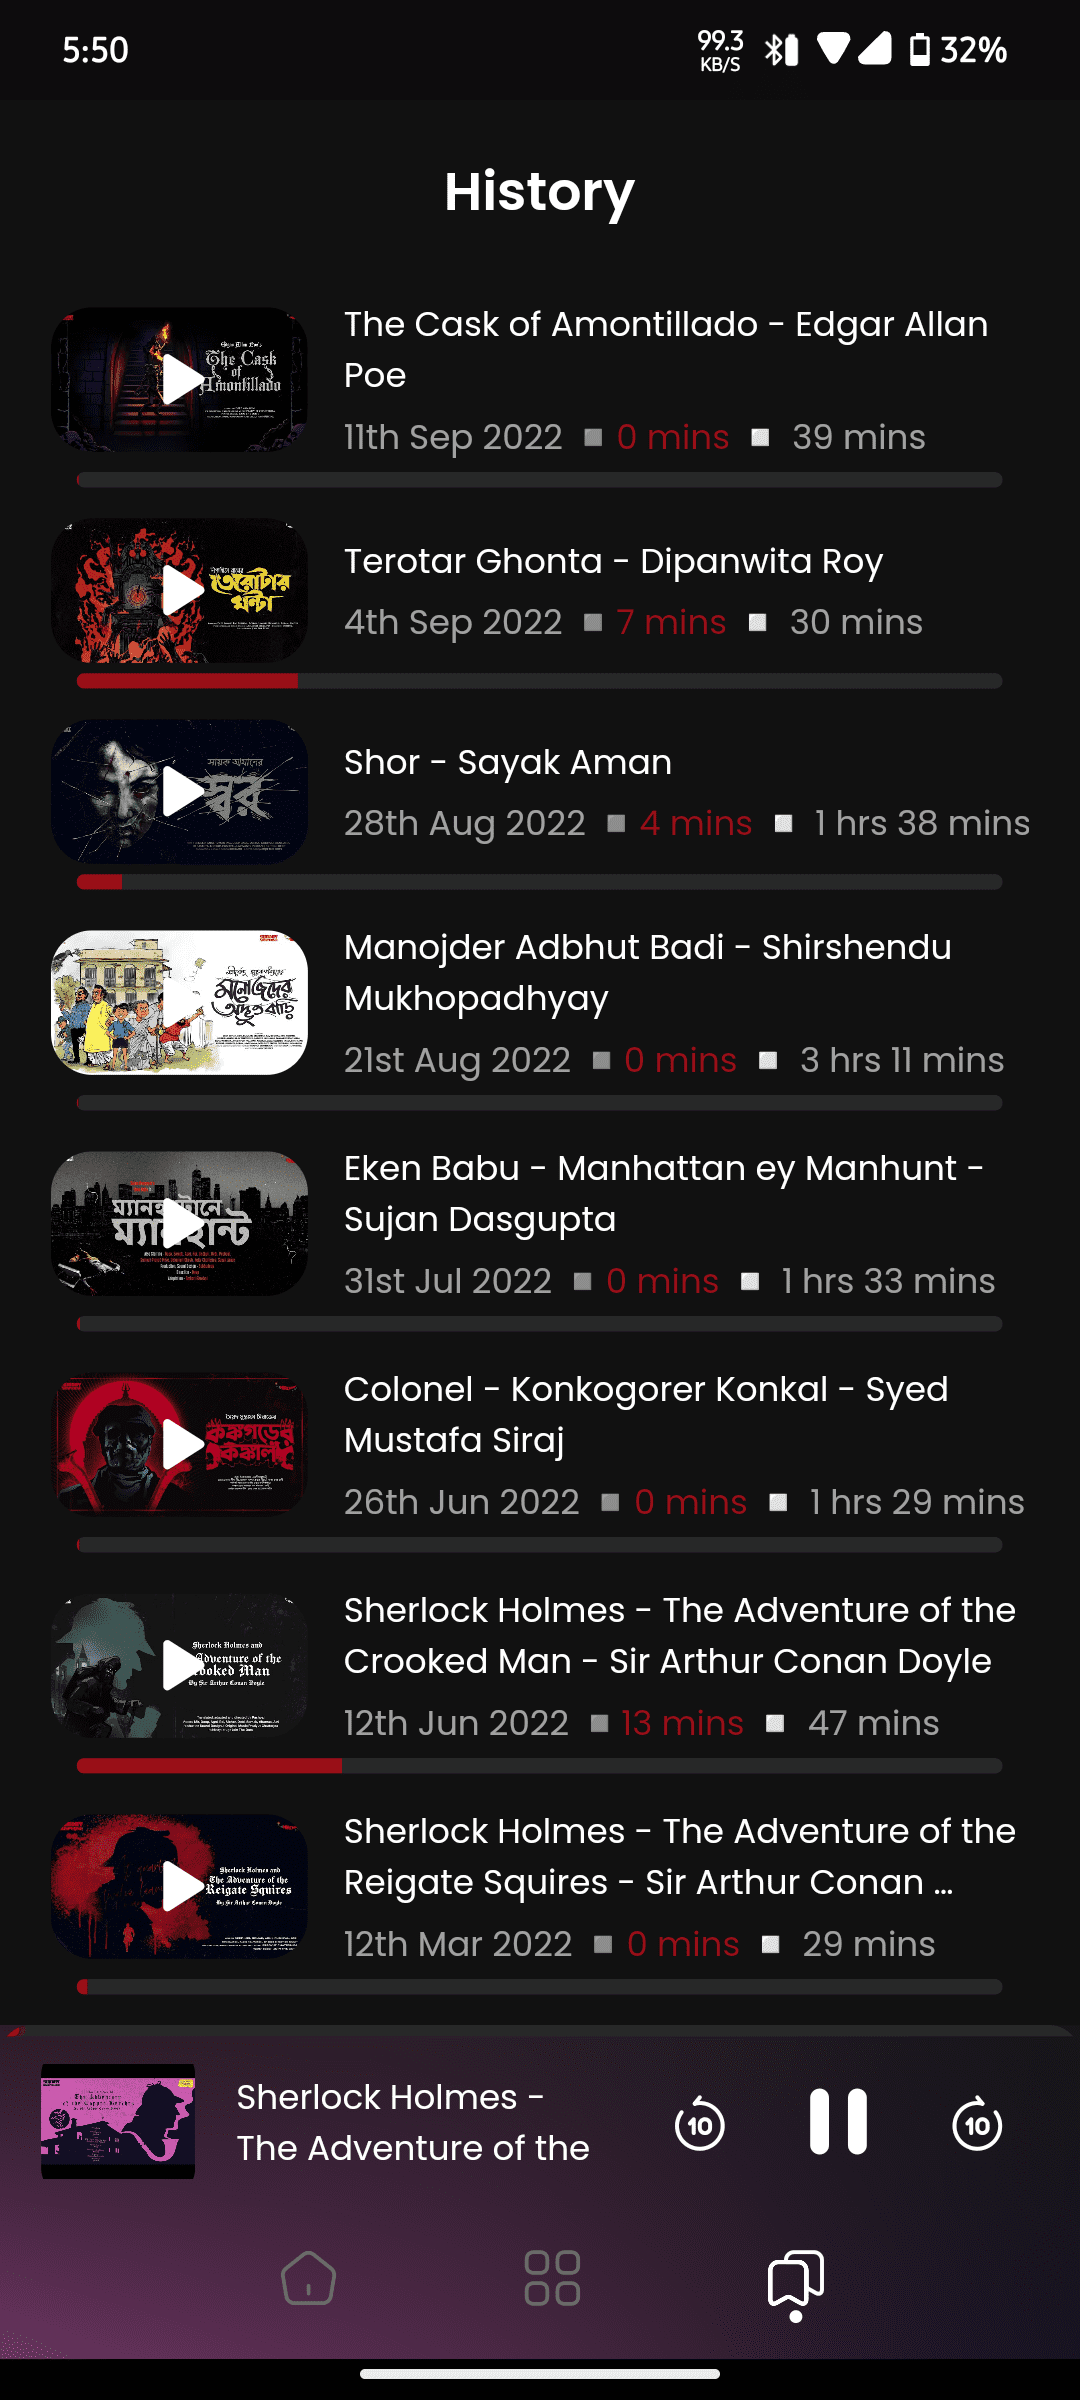 5:50
99.3
KB/S
32%
History
The Cask
of
Amontillado
The Cask of Amontillado - Edgar Allan
Poe
11th Sep 2022 ◾ 0 mins ◽ 39 mins
তেরোটার
ঘন্টা
Terotar Ghonta - Dipanwita Roy
4th Sep 2022 ◾ 7 mins ◽ 30 mins
সায়ক আমানের
স্বর
Shor - Sayak Aman
28th Aug 2022 ◾ 4 mins ◽ 1 hrs 38 mins
মনোজদের
অদ্ভুত বাড়ি
Manojder Adbhut Badi - Shirshendu
Mukhopadhyay
21st Aug 2022 ◾ 0 mins ◽ 3 hrs 11 mins
Eken Babu - Manhattan ey Manhunt -
Sujan Dasgupta
31st Jul 2022 ◾ 0 mins ◽ 1 hrs 33 mins
কঙ্কগড়ের
কঙ্কাল
Colonel - Konkogorer Konkal - Syed
Mustafa Siraj
26th Jun 2022 ◾ 0 mins ◽ 1 hrs 29 mins
Sherlock Holmes and
Adventure of the
Man
By Sir Arthur Conan Doyle
Sherlock Holmes - The Adventure of the
Crooked Man - Sir Arthur Conan Doyle
12th Jun 2022 ◾ 13 mins ◽ 47 mins
Sherlock Holmes and
The Adventure of the
Reigate Squires
By Sir Arthur Conan Doyle
Sherlock Holmes - The Adventure of the
Reigate Squires - Sir Arthur Conan ...
12th Mar 2022 ◾ 0 mins ◽ 29 mins
The Adventure
Sherlock Holmes -
The Adventure of the
10
10